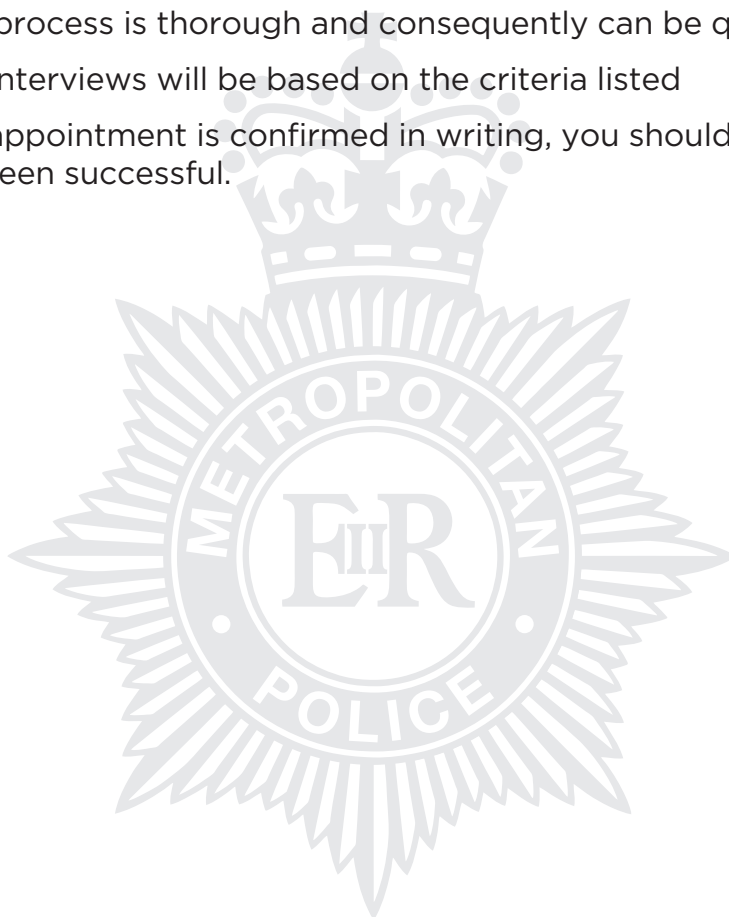 process is thorough and consequently can be q
nterviews will be based on the criteria listed
appointment is confirmed in writing, you should
een successful.
METROPOLITAN
EIIR
POLICE